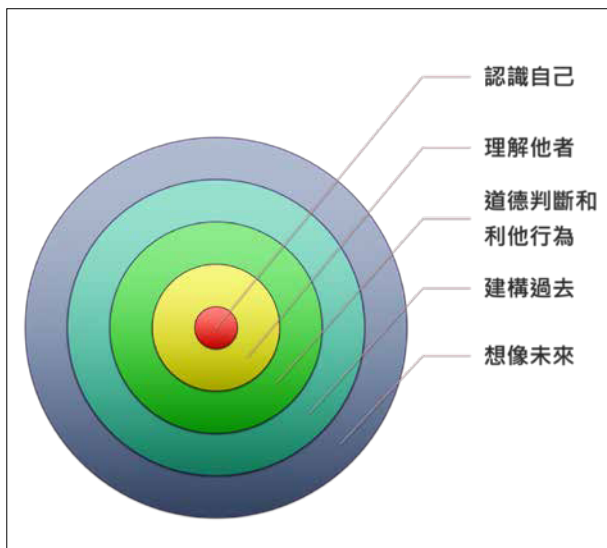 認識自己
理解他者
道德判斷和
利他行為
建構過去
想像未來